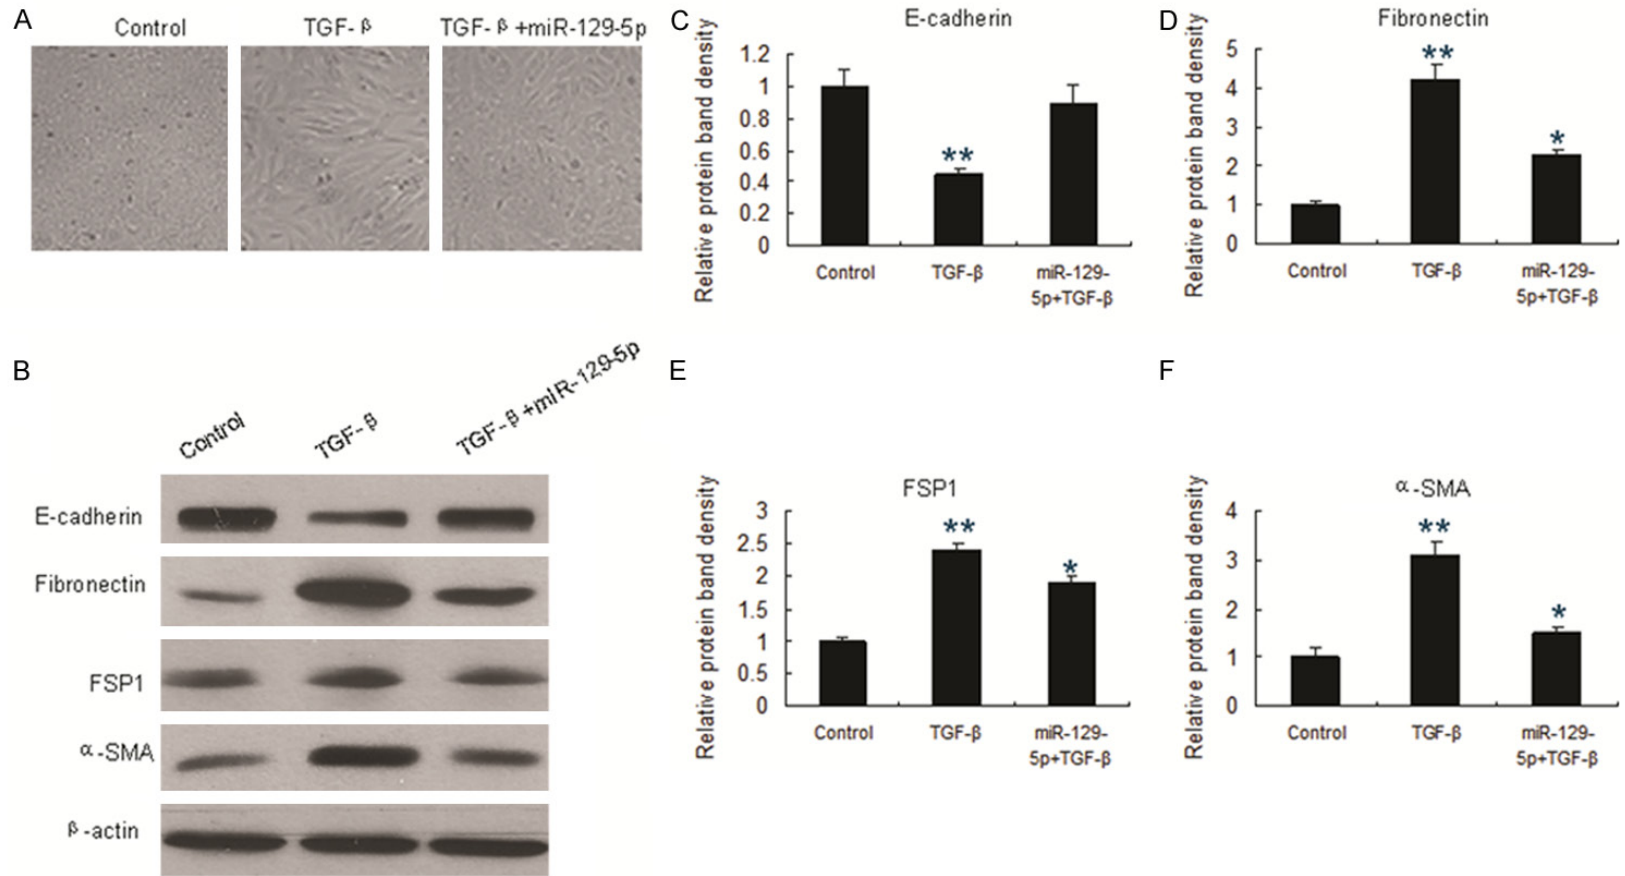 A
Control
TGF-β
TGF-β+miR-129-5p
B
Control
TGF-β
TGF-β+mIR-129-5p
E-cadherin
Fibronectin
FSP1
α-SMA
β-actin
C
E-cadherin
Relative protein band density
1.2
1
0.8
0.6
0.4
0.2
0
**
Control
TGF-β
miR-129-
5p+TGF-β
D
Fibronectin
Relative protein band density
5
4
3
2
1
0
**
*
Control
TGF-β
miR-129-
5p+TGF-β
E
FSP1
Relative protein band density
3
2.5
2
1.5
1
0.5
0
**
*
Control
TGF-β
miR-129-
5p+TGF-β
F
α-SMA
Relative protein band density
4
3
2
1
0
**
*
Control
TGF-β
miR-129-
5p+TGF-β